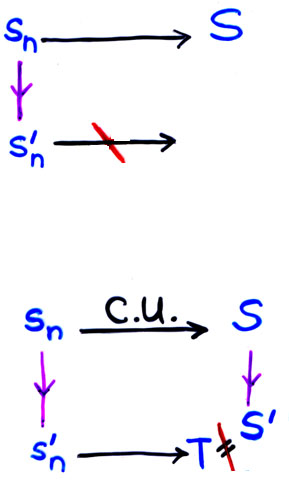 Sn → S
S'n →
C.U.
Sn → S
S'
S'n → T ≠